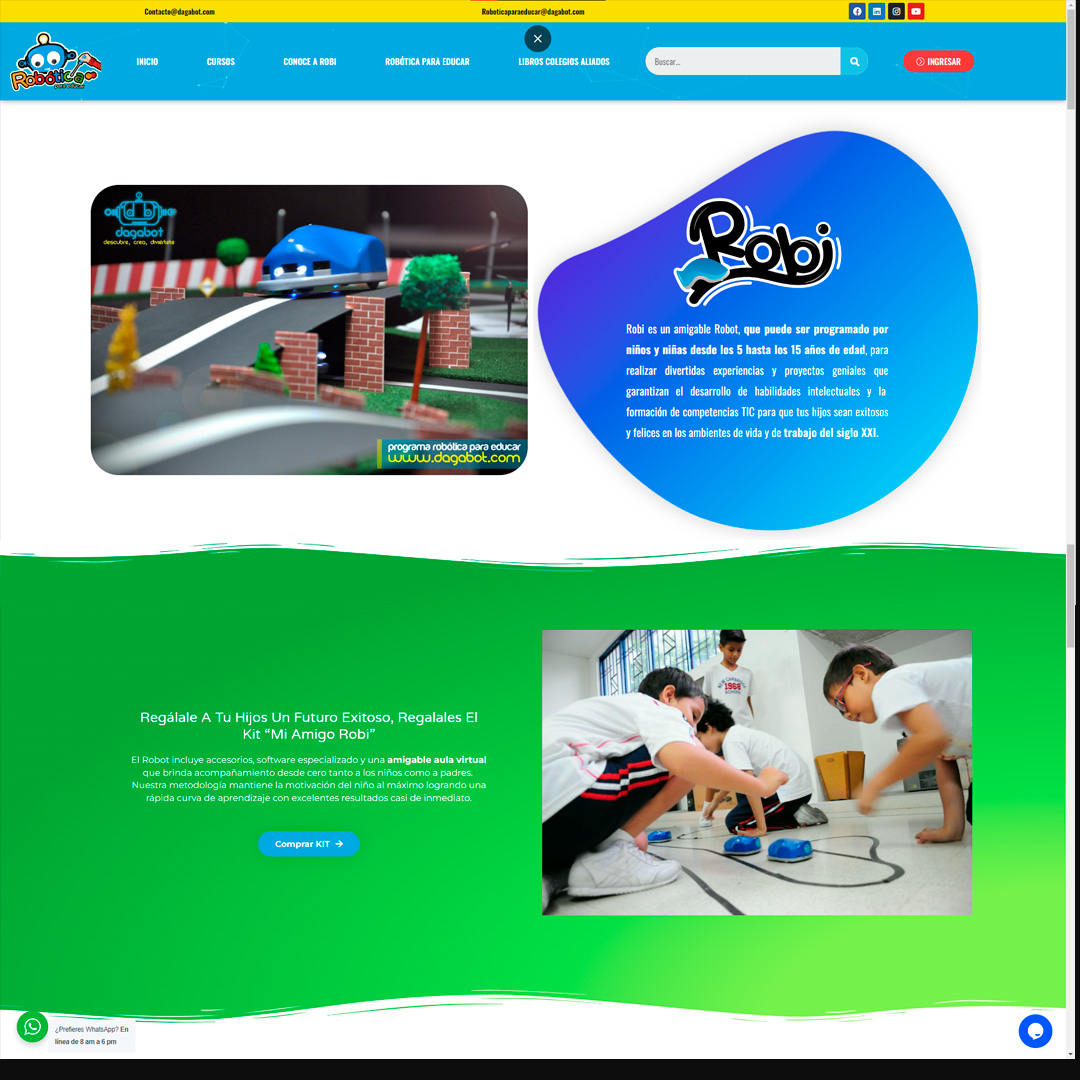 Contacto@dagabot.com
Roboticaparaeducar@dagabot.com
Robótica
para educar
INICIO
CURSOS
CONOCE A ROBI
ROBÓTICA PARA EDUCAR
LIBROS COLEGIOS ALIADOS
Buscar...
INGRESAR
dagabot
descubre, crea, diviértete
programa robótica para educar
www.dagabot.com
Robi
Robi es un amigable Robot, que puede ser programado por
niños y niñas desde los 5 hasta los 15 años de edad, para
realizar divertidas experiencias y proyectos geniales que
garantizan el desarrollo de habilidades intelectuales y la
formación de competencias TIC para que tus hijos sean exitosos
y felices en los ambientes de vida y de trabajo del siglo XXI.
Regálale A Tu Hijos Un Futuro Exitoso, Regalales El
Kit “Mi Amigo Robi”
El Robot incluye accesorios, software especializado y una amigable aula virtual
que brinda acompañamiento desde cero tanto a los niños como a padres.
Nuestra metodología mantiene la motivación del niño al máximo logrando una
rápida curva de aprendizaje con excelentes resultados casi de inmediato.
Comprar KIT
1968
¿Prefieres WhatsApp? En
línea de 8 am a 6 pm